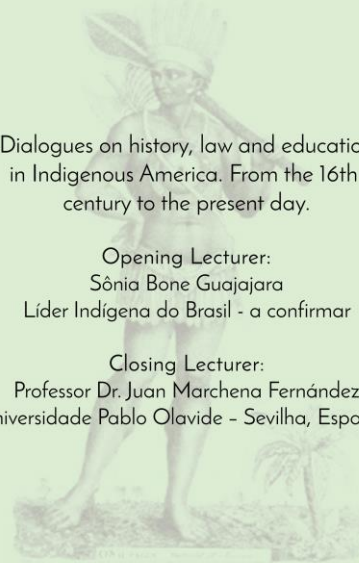 Dialogues on history, law and educatio
in Indigenous America. From the 16th
century to the present day.
Opening Lecturer:
Sônia Bone Guajajara
Líder Indígena do Brasil - a confirmar
Closing Lecturer:
Professor Dr. Juan Marchena Fernández
niversidade Pablo Olavide – Sevilha, Espa